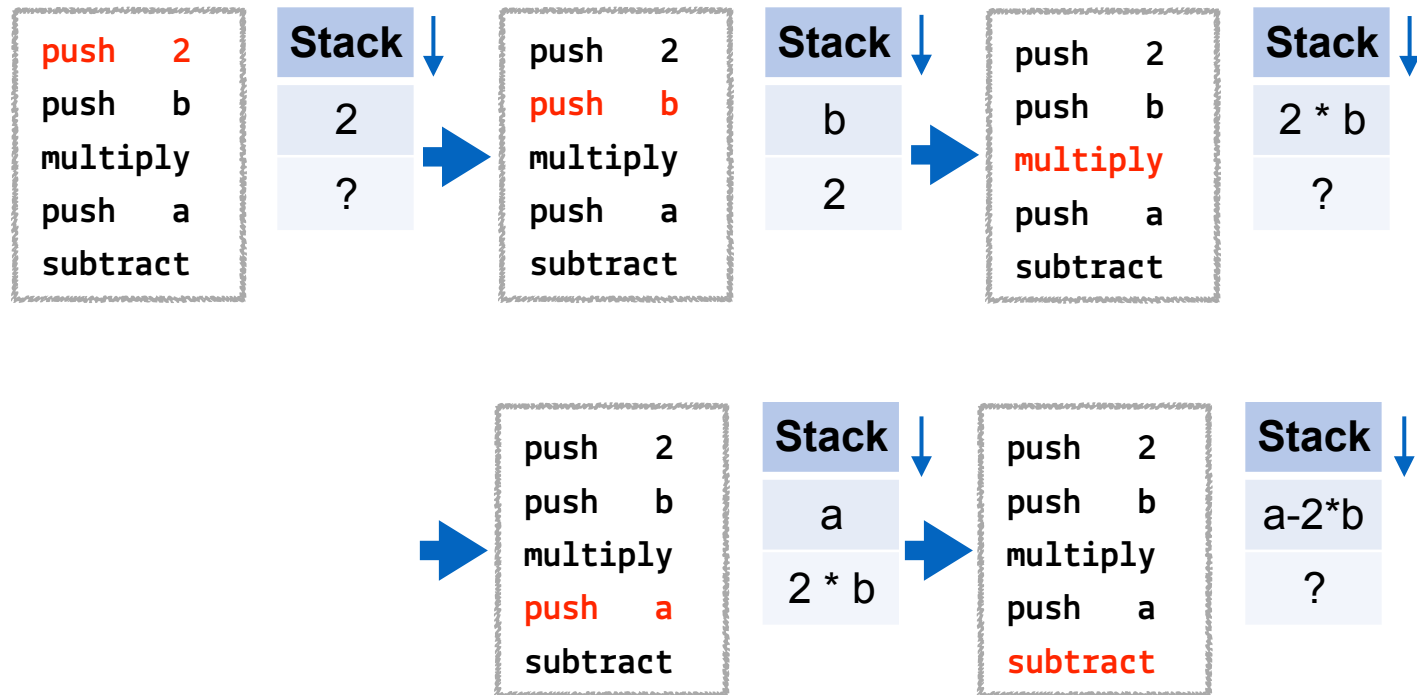 push 2
push b
multiply
push a
subtract
Stack
2
?
push 2
push b
multiply
push a
subtract
Stack
b
2
push 2
push b
multiply
push a
subtract
Stack
2 * b
?
push 2
push b
multiply
push a
subtract
Stack
a
2 * b
push 2
push b
multiply
push a
subtract
Stack
a-2*b
?